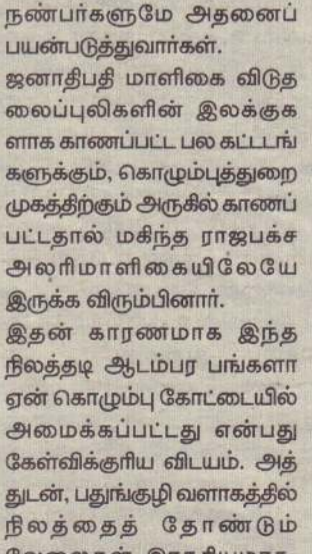 நண்பர்களுமே அதனைப்
பயன்படுத்துவார்கள்.
ஜனாதிபதி மாளிகை விடுத
லைப்புலிகளின் இலக்குக
ளாக காணப்பட்ட பல கட்டடங்
களுக்கும், கொழும்புத்துறை
முகத்திற்கும் அருகில் காணப்
பட்டதால் மகிந்த ராஜபக்ச
அலரிமாளிகையிலேயே
இருக்க விரும்பினார்.
இதன் காரணமாக இந்த
நிலத்தடி ஆடம்பர பங்களா
ஏன் கொழும்பு கோட்டையில்
அமைக்கப்பட்டது என்பது
கேள்விக்குரிய விடயம். அத்
துடன், பதுங்குழி வளாகத்தில்
நிலத்தைத் தோண்டும்